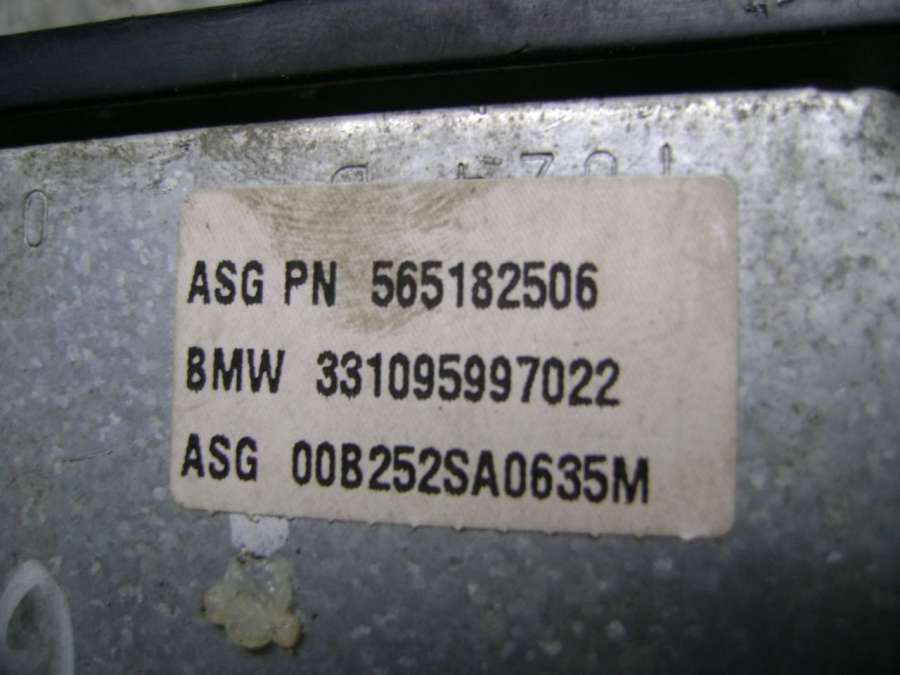 ASG PN 565182506
BMW 331095997022
ASG 00B252SA0635M